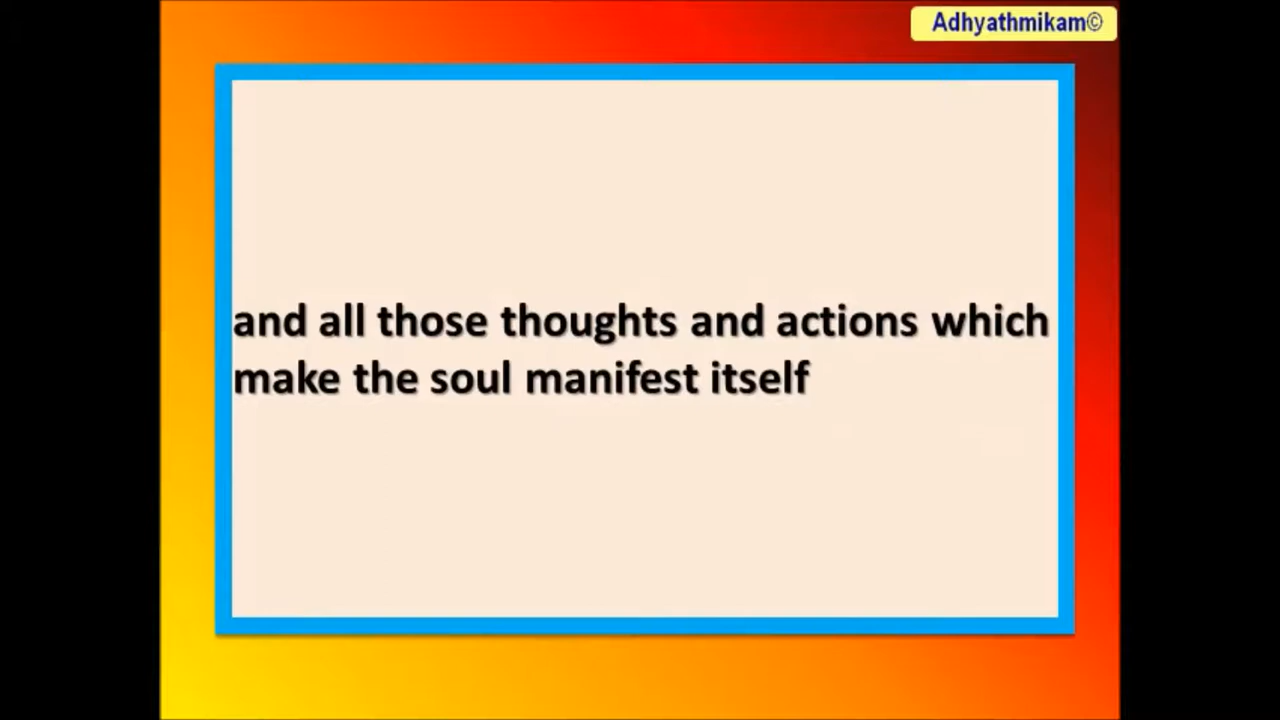 Adhyathmikam©
and all those thoughts and actions which
make the soul manifest itself